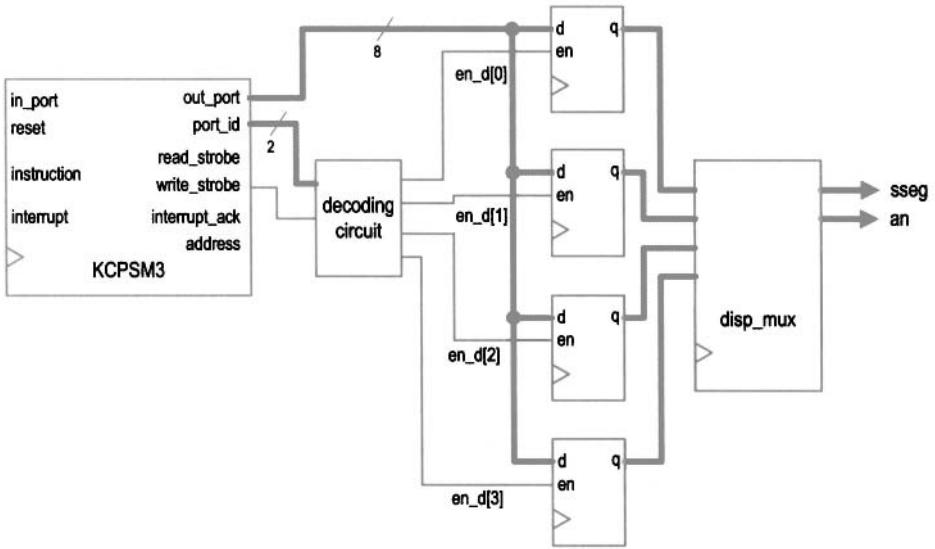 8
d
q
en
en_d[0]
in_port
out_port
reset
port_id
2
read_strobe
instruction
write_strobe
interrupt
interrupt_ack
address
KCPSM3
decoding
circuit
d
q
en
en_d[1]
sseg
an
disp_mux
d
q
en
en_d[2]
d
q
en
en_d[3]